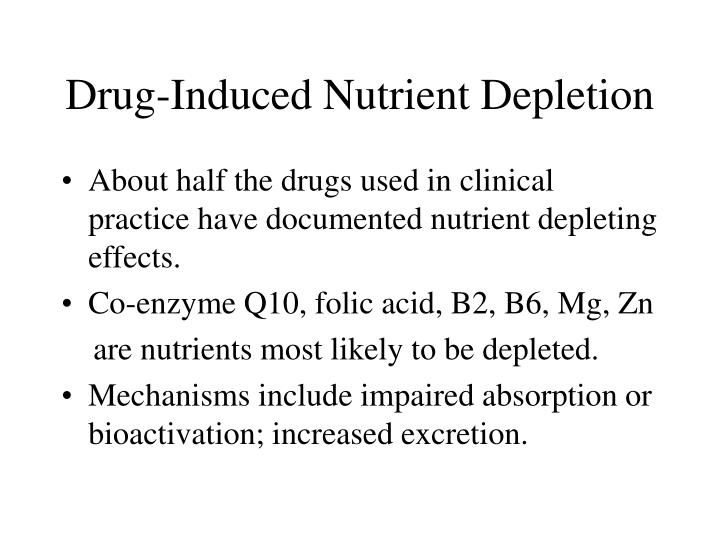 Drug-Induced Nutrient Depletion
• About half the drugs used in clinical
practice have documented nutrient depleting
effects.
• Co-enzyme Q10, folic acid, B2, B6, Mg, Zn
are nutrients most likely to be depleted.
• Mechanisms include impaired absorption or
bioactivation; increased excretion.